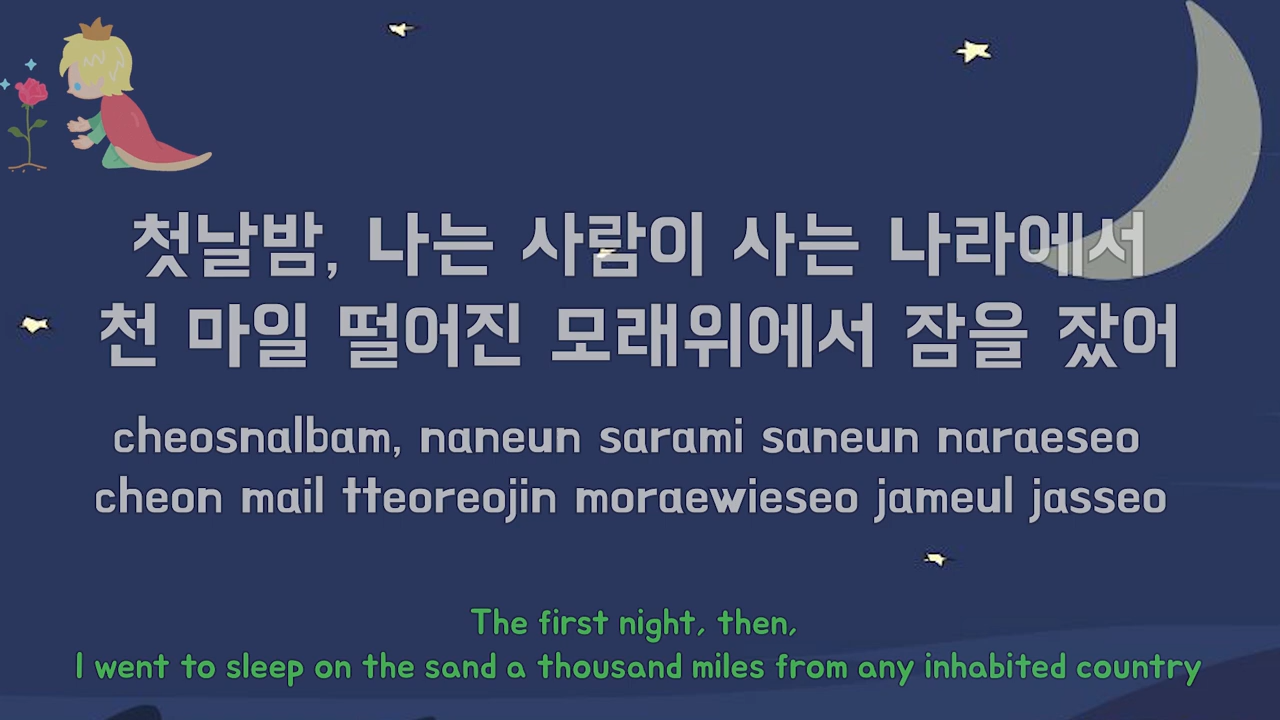 첫날밤, 나는 사람이 사는 나라에서
천 마일 떨어진 모래위에서 잠을 잤어
cheosnalbam, naneun sarami saneun naraeseo
cheon mail tteoreojin moraewieseo jameul jasseo
The first night, then,
I went to sleep on the sand a thousand miles from any inhabited country